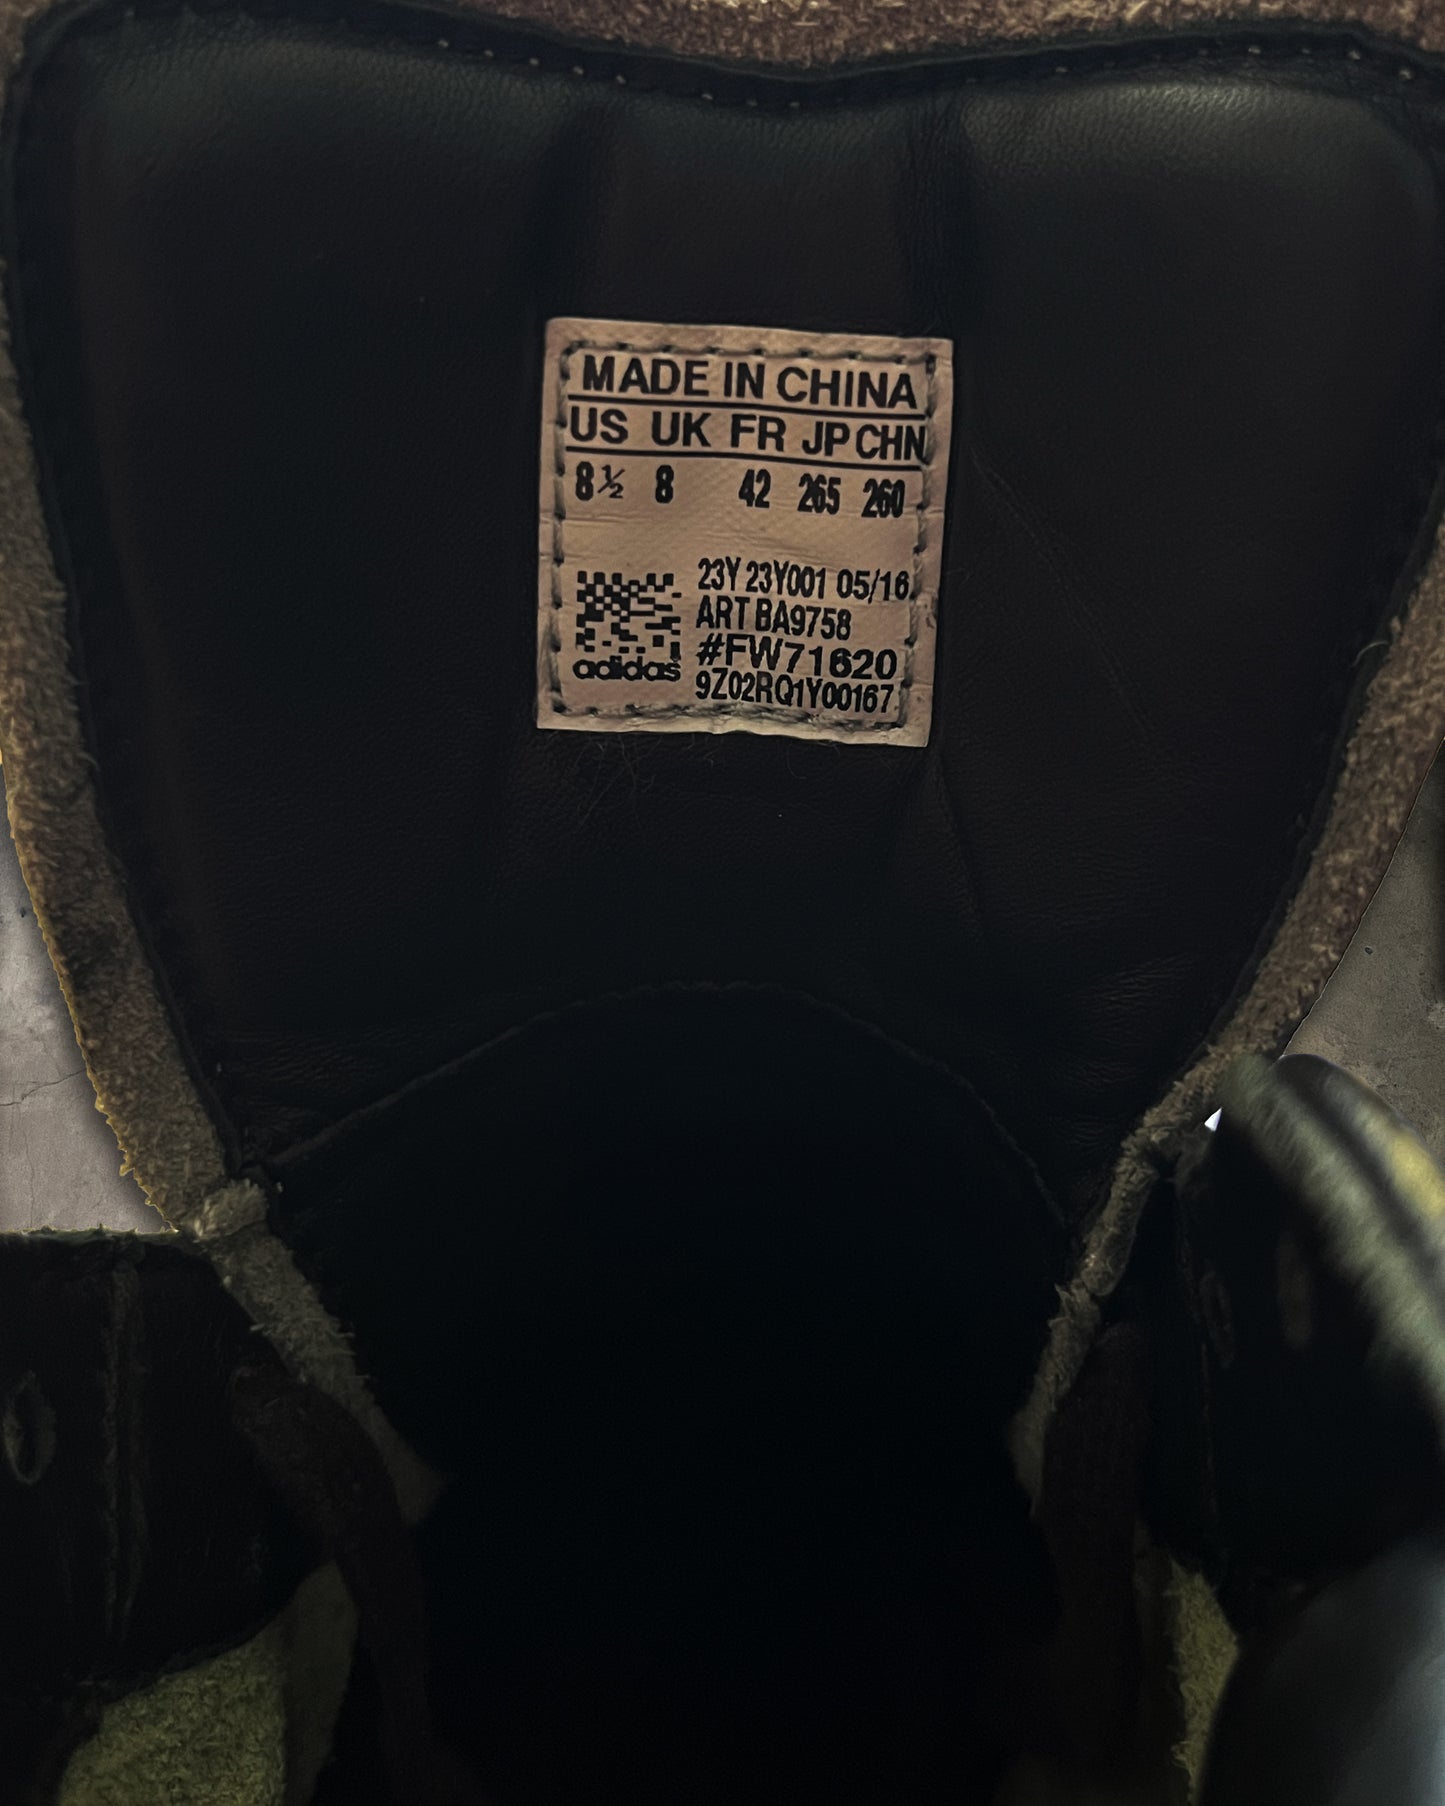 MADE IN CHINA
US UK FR JP CHN
8½ 8 42 265 260
23Y 23Y001 05/16
ART BA9758
#FW71620
adidas
9Z02RQ1Y00167